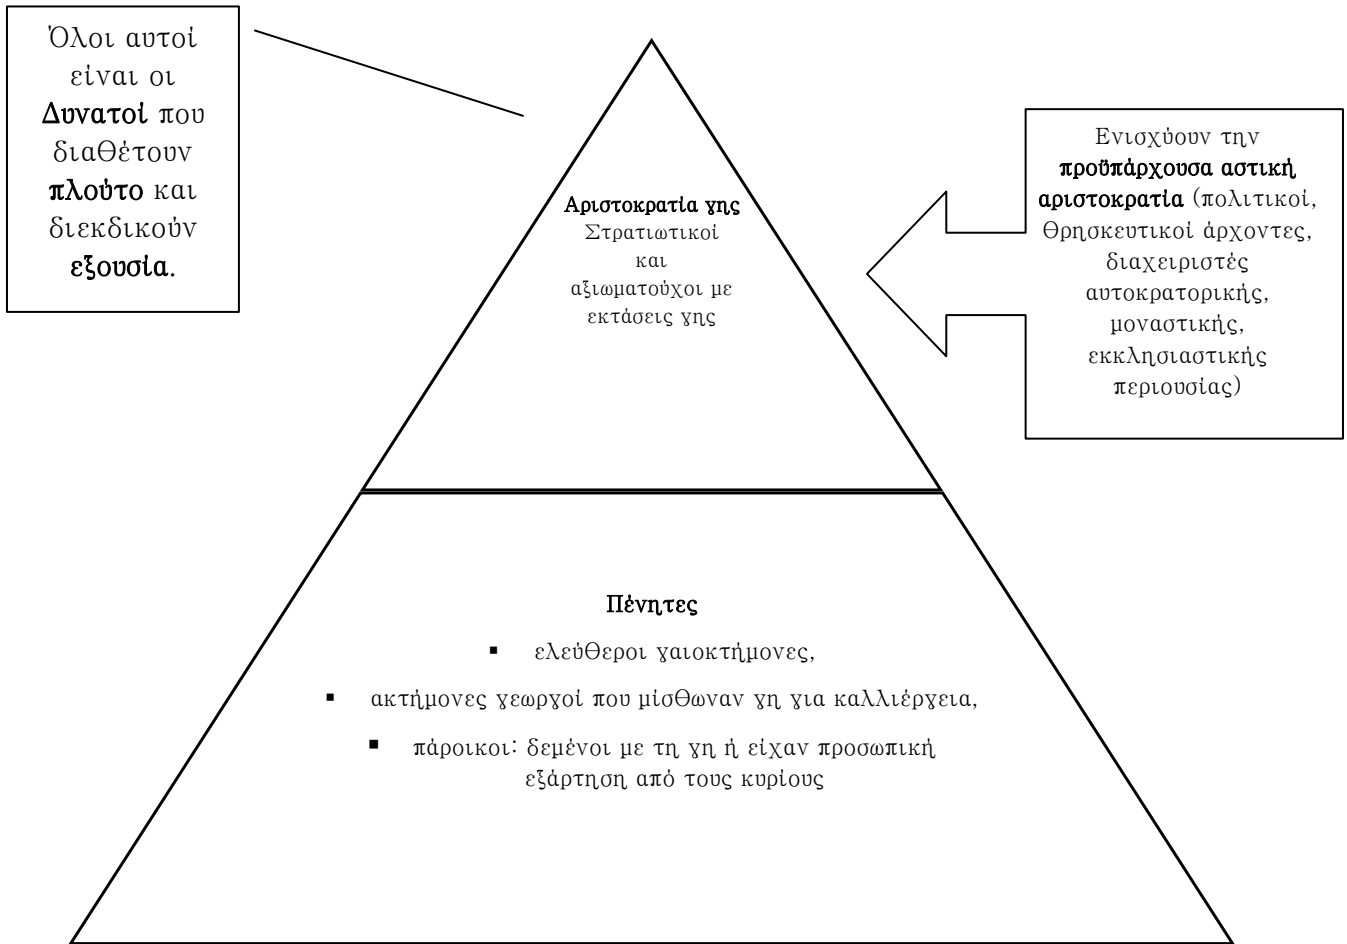 Όλοι αυτοί
είναι οι
Δυνατοί που
διαθέτουν
πλούτο και
διεκδικούν
εξουσία.
Αριστοκρατία γης
Στρατιωτικοί
και
αξιωματούχοι με
εκτάσεις γης
Ενισχύουν την
προϋπάρχουσα αστική
αριστοκρατία (πολιτικοί,
θρησκευτικοί άρχοντες,
διαχειριστές
αυτοκρατορικής,
μοναστικής,
εκκλησιαστικής
περιουσίας)
Πένητες
▪ ελεύθεροι γαιοκτήμονες,
▪ ακτήμονες γεωργοί που μίσθωναν γη για καλλιέργεια,
▪ πάροικοι: δεμένοι με τη γη ή είχαν προσωπική
εξάρτηση από τους κυρίους